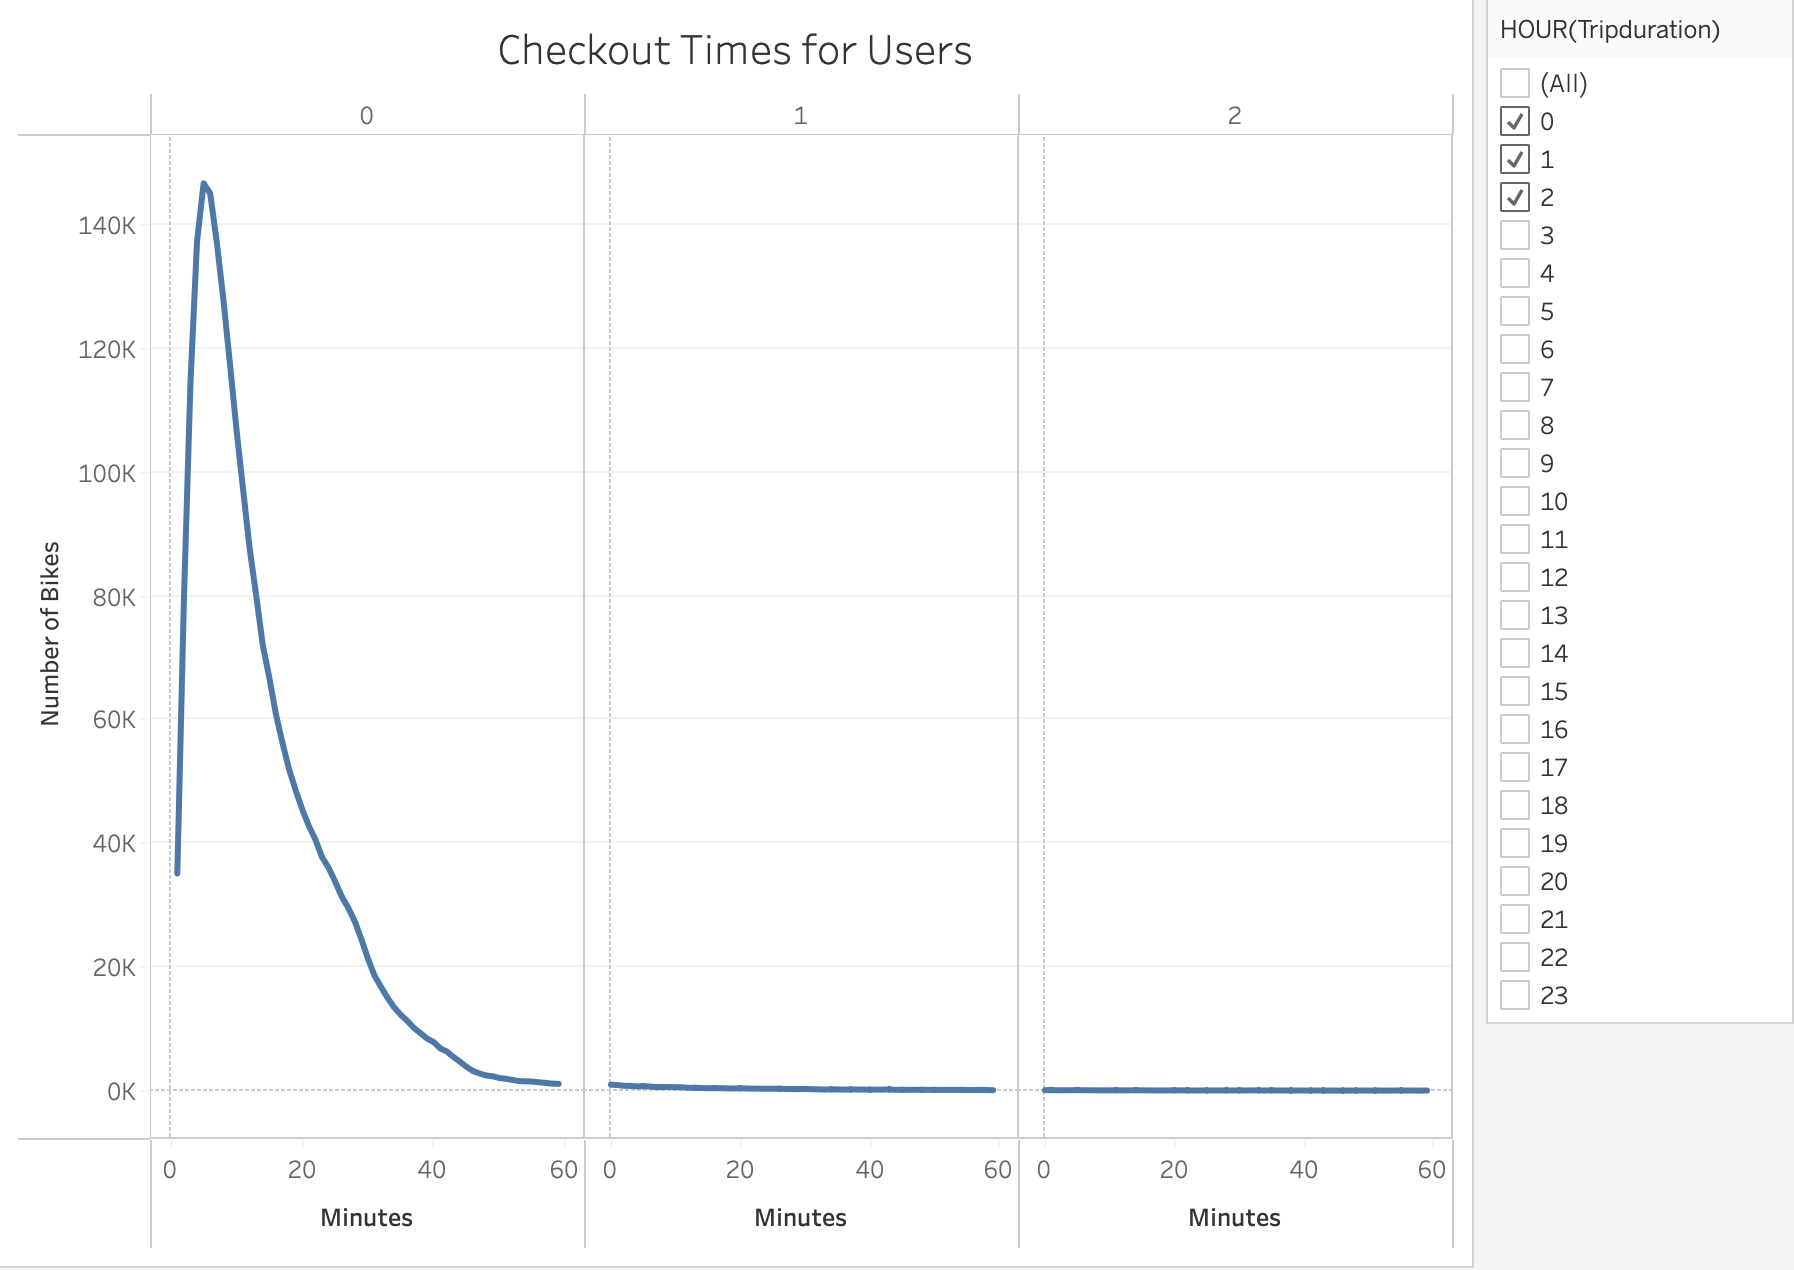 Checkout Times for Users
0 1 2
140K
120K
100K
80K
60K
40K
20K
0K
Number of Bikes
0 20 40 60 0 20 40 60 0 20 40 60
Minutes Minutes Minutes
HOUR(Tripduration)
(All)
0
1
2
3
4
5
6
7
8
9
10
11
12
13
14
15
16
17
18
19
20
21
22
23